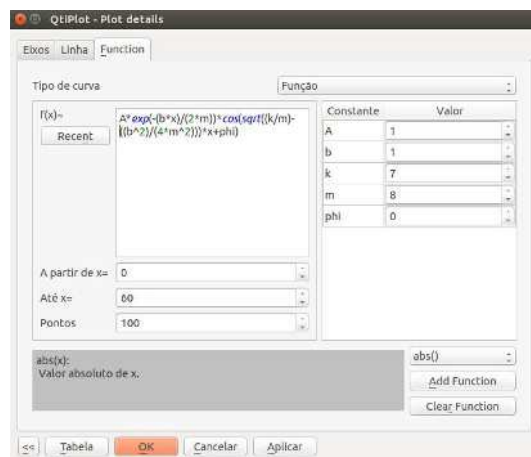 QtiPlot - Plot details
Eixos Linha Function
Tipo de curva Função
f(x)= Constante Valor
Recent
A*exp(-(b*x)/(2*m))*cos(sqrt((k/m)-
((b^2)/(4*m^2)))*x+phi)
A 1
b 1
k 7
m 8
phi 0
A partir de x= 0
Até x= 60
Pontos 100
abs(x):
Valor absoluto de x.
abs()
Add Function
Clear Function
<< Tabela OK Cancelar Aplicar